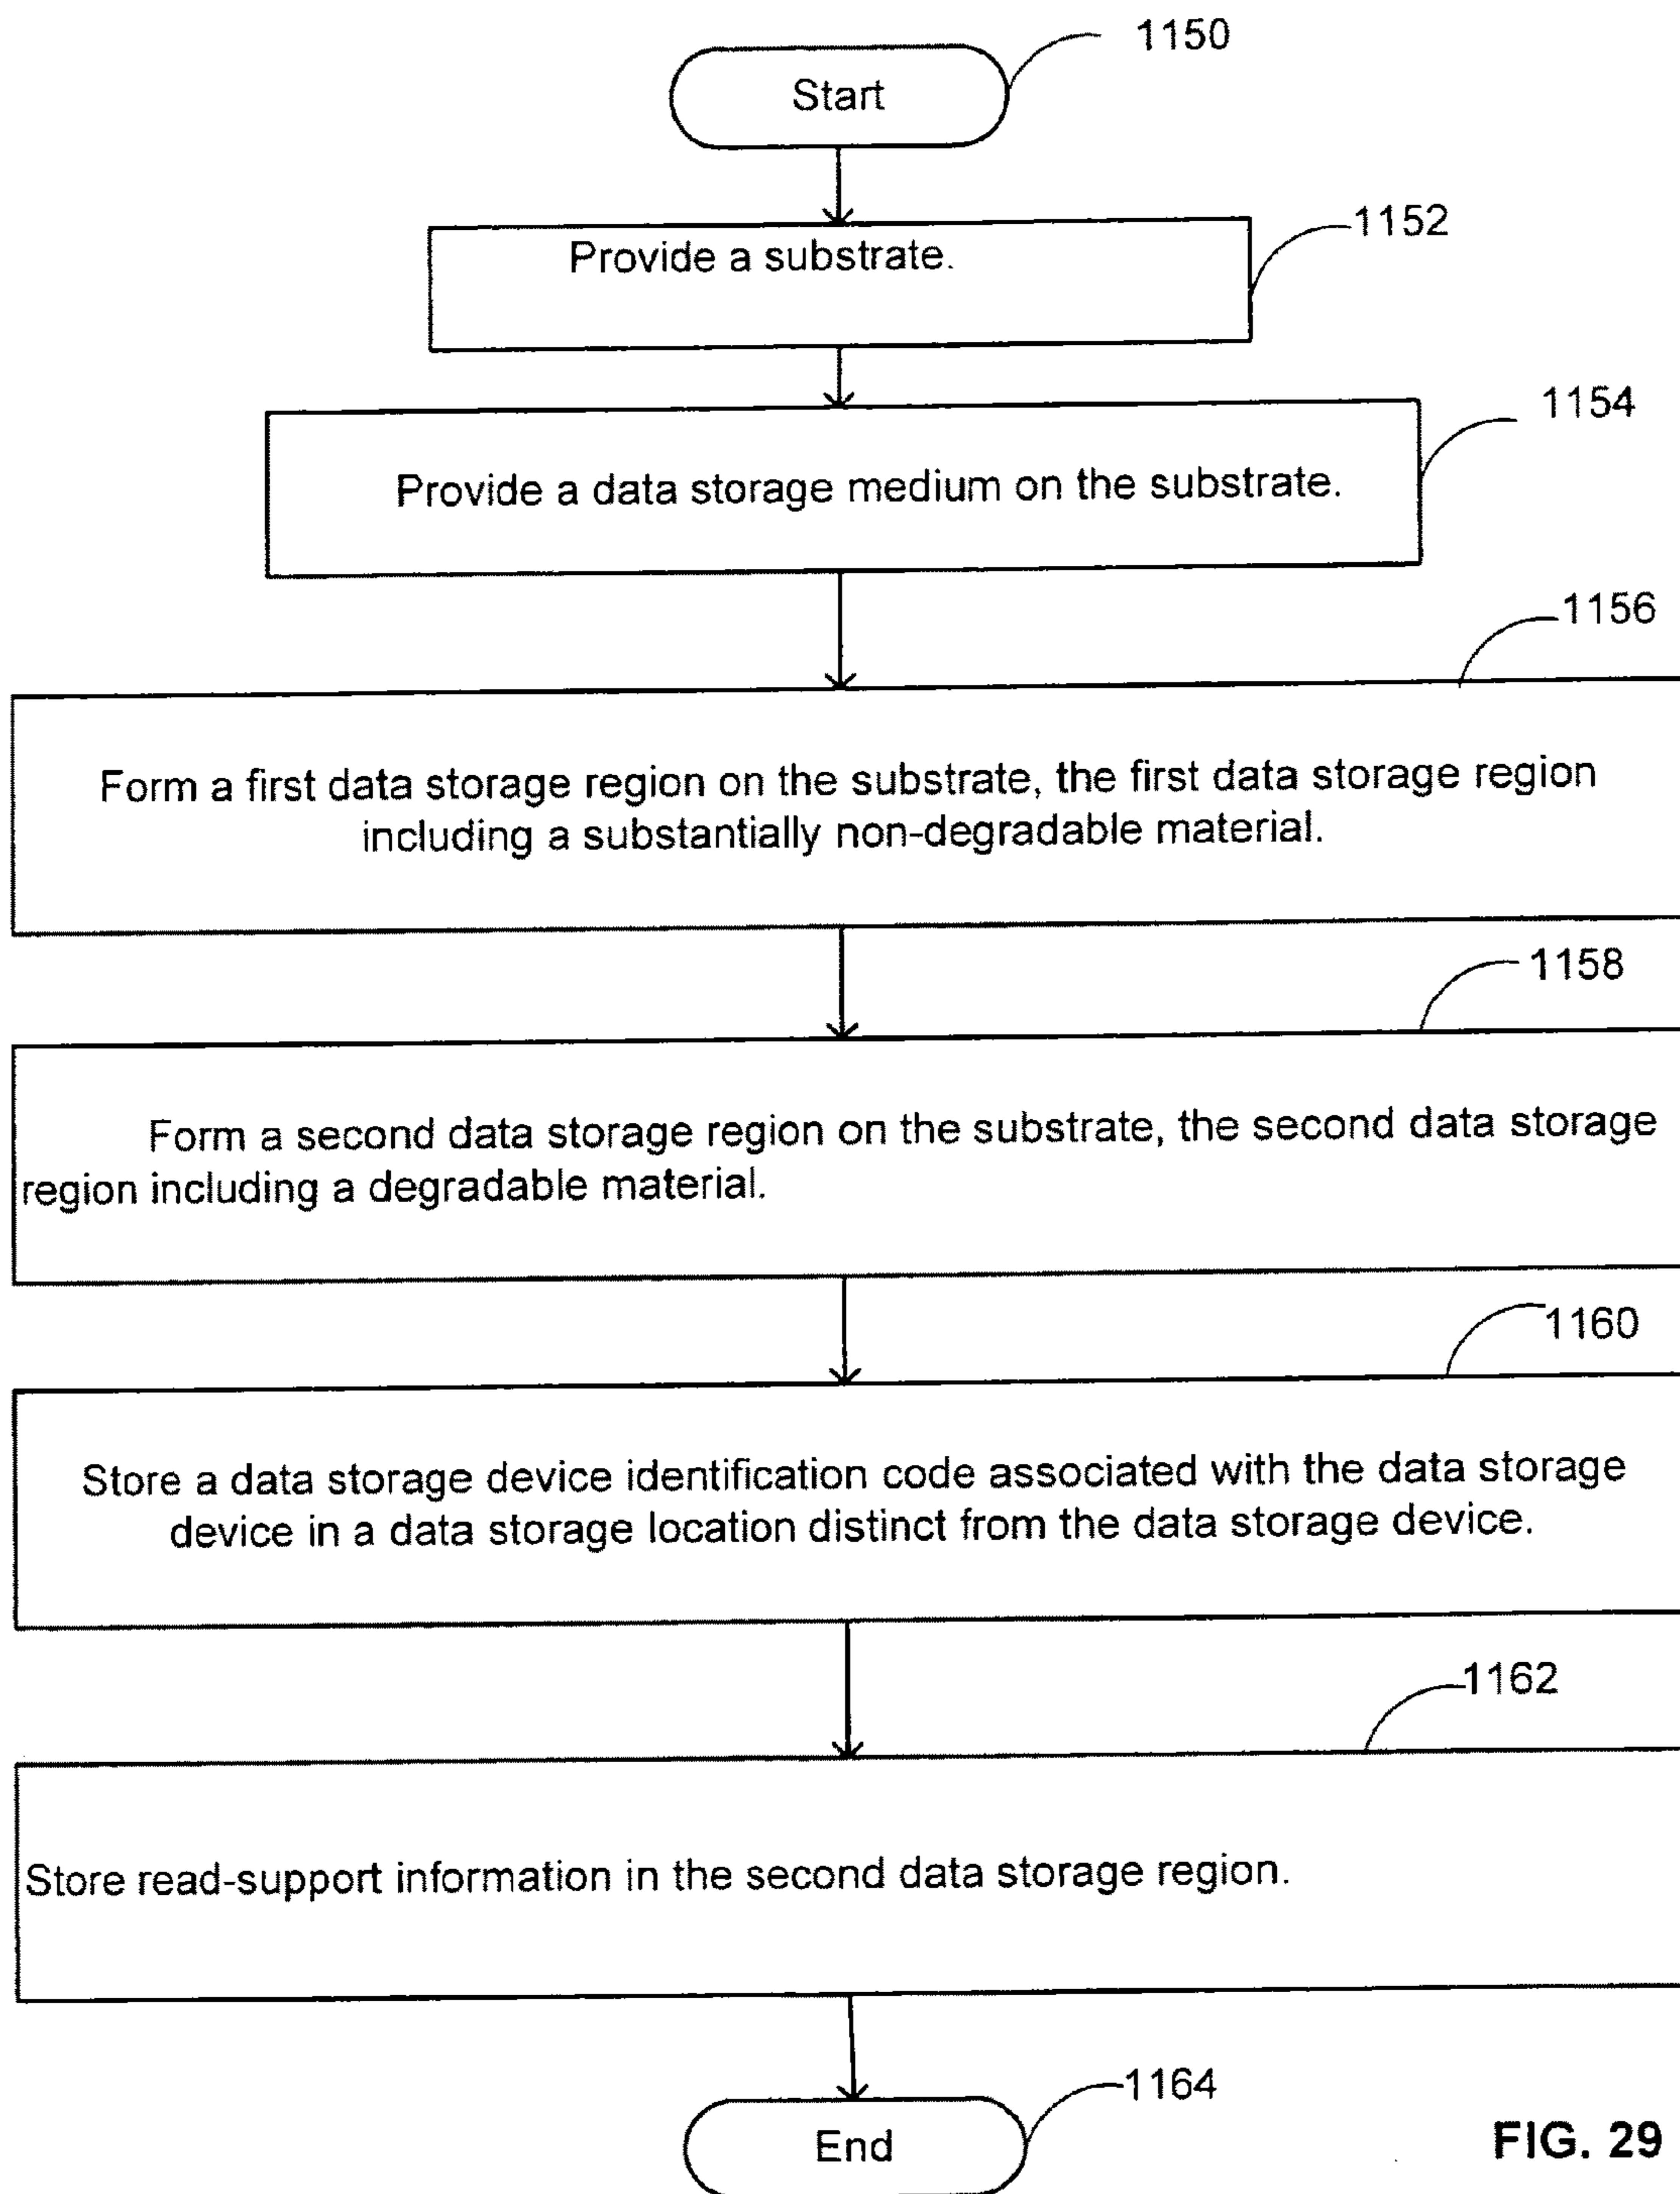 1150
Start
1152
Provide a substrate.
1154
Provide a data storage medium on the substrate.
1156
Form a first data storage region on the substrate, the first data storage region
including a substantially non-degradable material.
1158
Form a second data storage region on the substrate, the second data storage
region including a degradable material.
1160
Store a data storage device identification code associated with the data storage
device in a data storage location distinct from the data storage device.
1162
Store read-support information in the second data storage region.
1164
End
FIG. 29